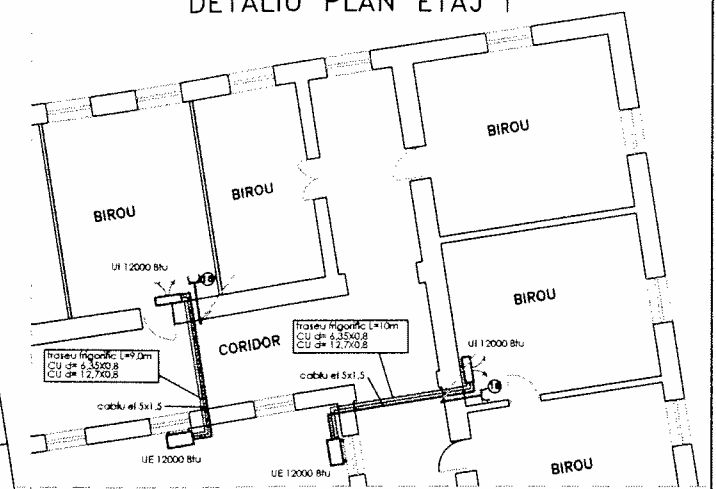 DETALIU PLAN ETAJ 1
BIROU
BIROU
BIROU
UI 12000 Btu
18
BIROU
traseu frigorific L=9,0m
CU d= 6,35X0,8
CU d= 12,7X0,8
CORIDOR
traseu frigorific L=10m
CU d= 6,35X0,8
CU d= 12,7X0,8
UI 12000 Btu
cablu el 5x1,5
cablu el 5x1,5
UE 12000 Btu
UE 12000 Btu
BIROU